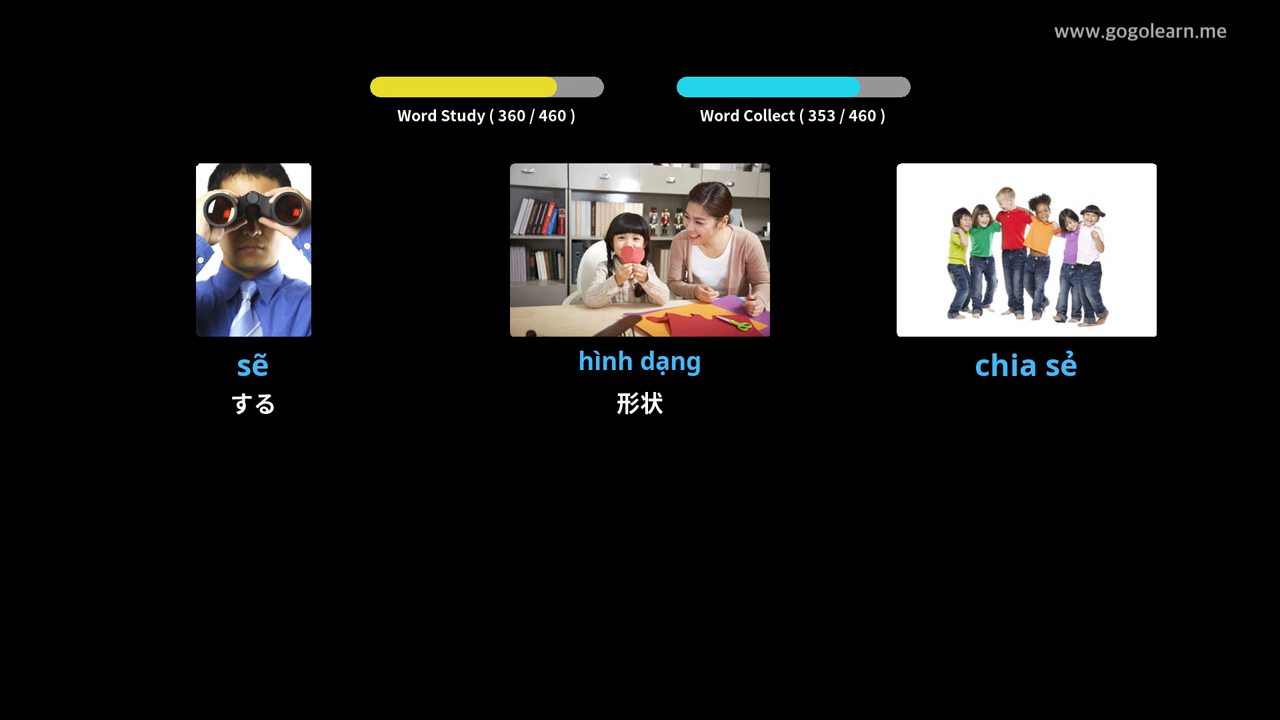 www.gogolearn.me
Word Study ( 360 / 460 )
Word Collect ( 353 / 460 )
sẽ
する
hình dạng
形状
chia sẻ